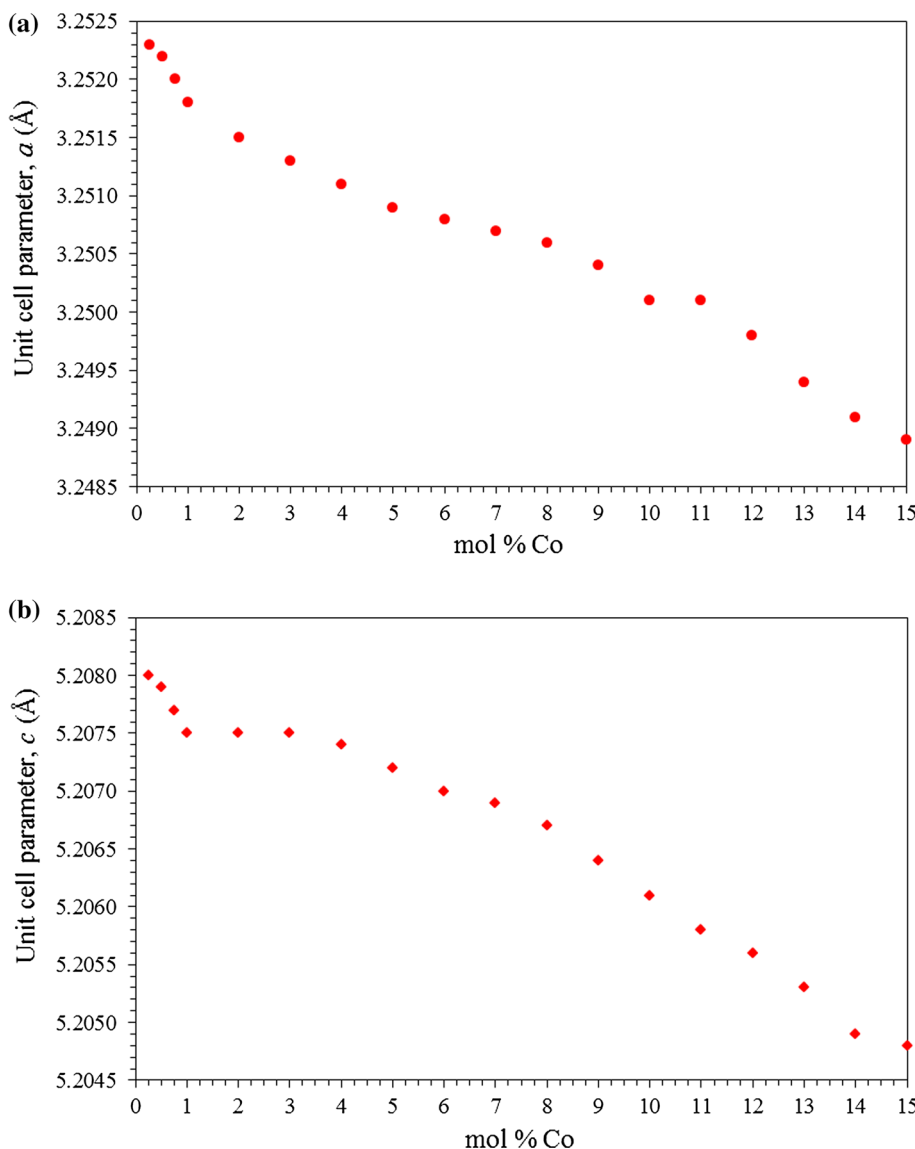 (a)
Unit cell parameter, a (Å)
3.2525
3.2520
3.2515
3.2510
3.2505
3.2500
3.2495
3.2490
3.2485
0 1 2 3 4 5 6 7 8 9 10 11 12 13 14 15
mol % Co
(b)
Unit cell parameter, c (Å)
5.2085
5.2080
5.2075
5.2070
5.2065
5.2060
5.2055
5.2050
5.2045
0 1 2 3 4 5 6 7 8 9 10 11 12 13 14 15
mol % Co